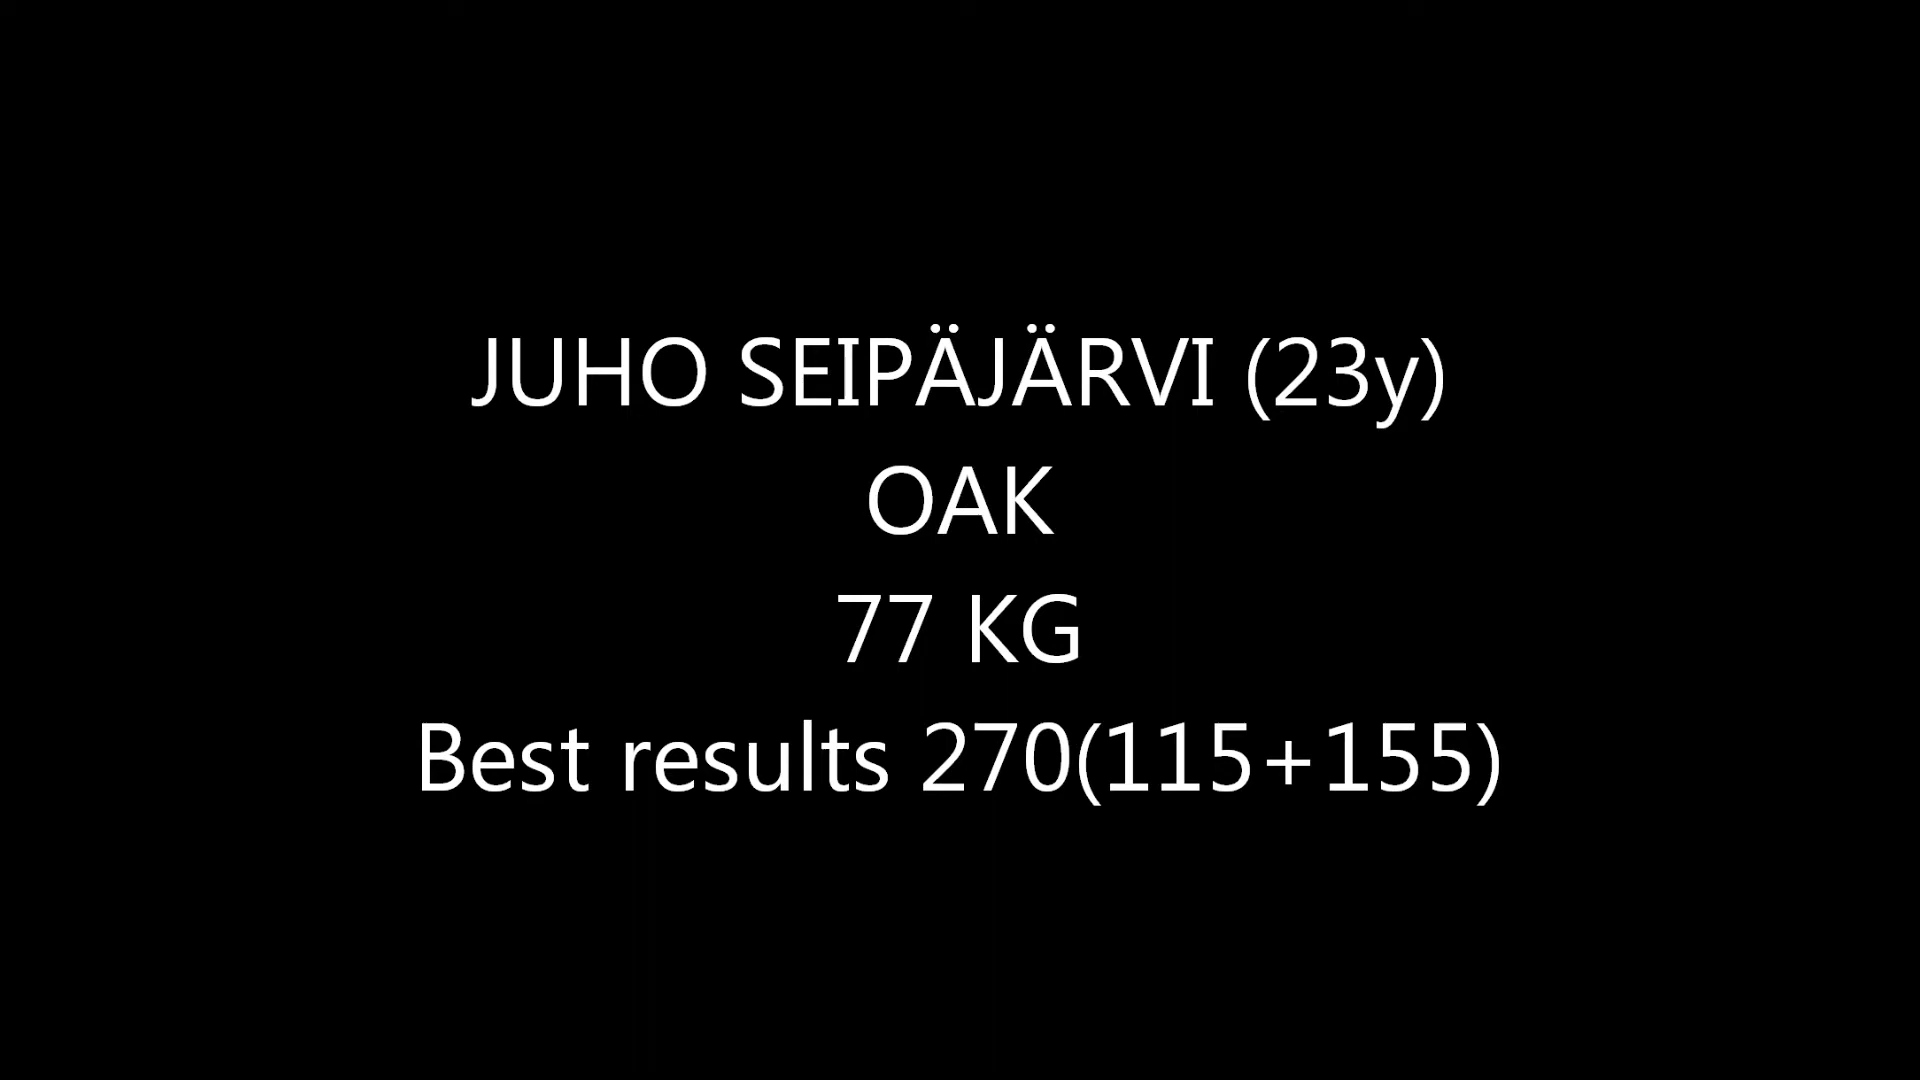 JUHO SEIPÄJÄRVI (23y)
OAK
77 KG
Best results 270(115+155)